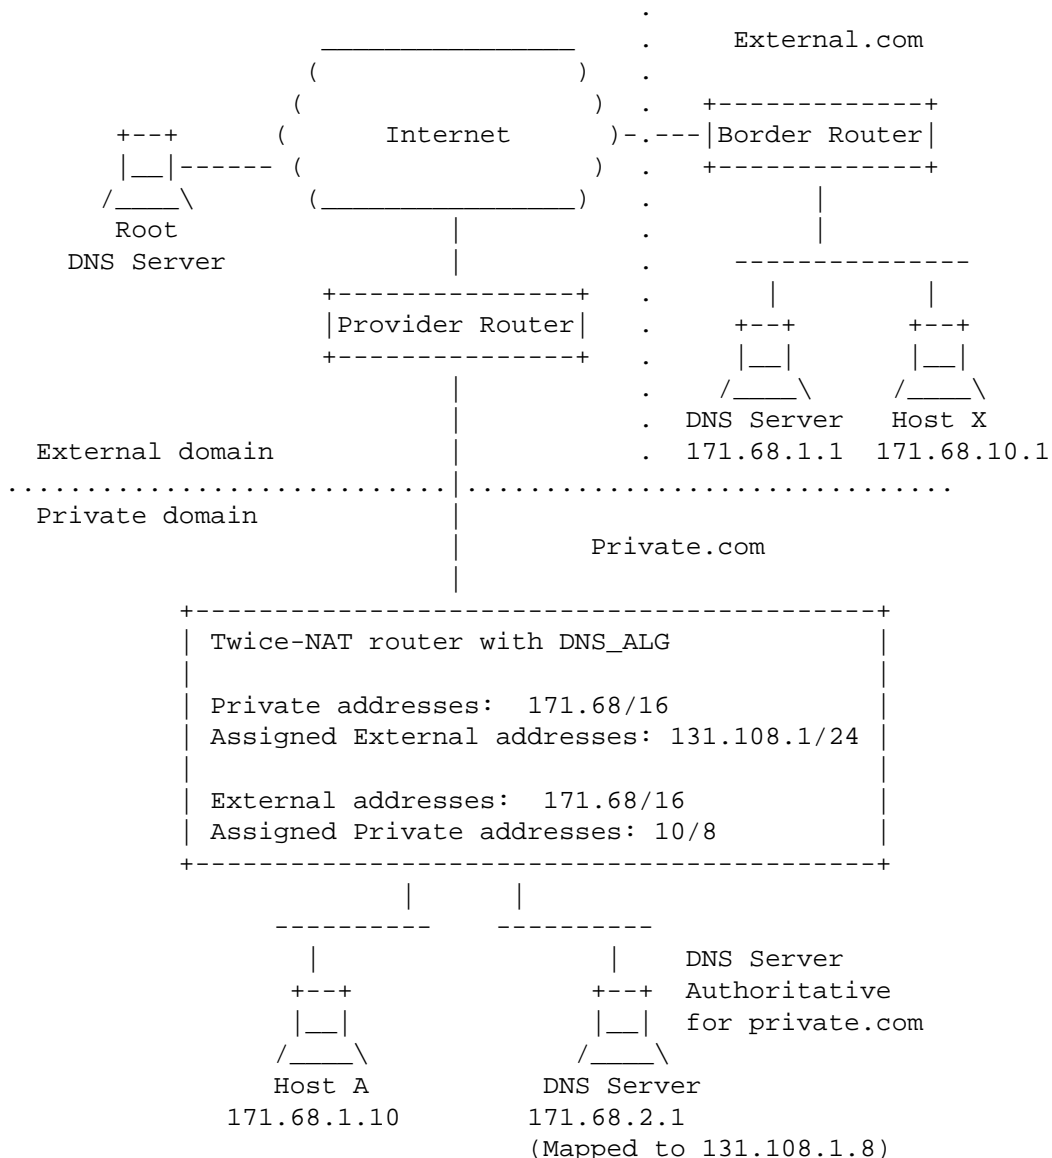 External.com
Internet
Border Router
Root
DNS Server
Provider Router
DNS Server Host X
171.68.1.1 171.68.10.1
External domain
Private domain
Private.com
Twice-NAT router with DNS_ALG
Private addresses: 171.68/16
Assigned External addresses: 131.108.1/24
External addresses: 171.68/16
Assigned Private addresses: 10/8
DNS Server
Authoritative
for private.com
Host A DNS Server
171.68.1.10 171.68.2.1
(Mapped to 131.108.1.8)